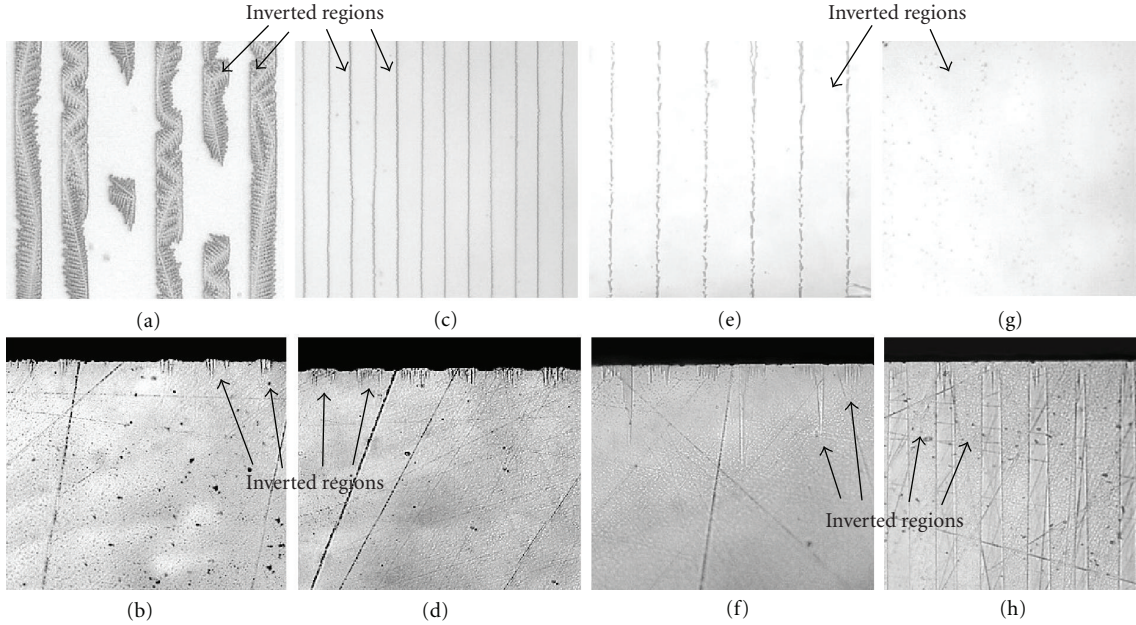 Inverted regions
Inverted regions
(a)
(c)
(e)
(g)
Inverted regions
Inverted regions
(b)
(d)
(f)
(h)